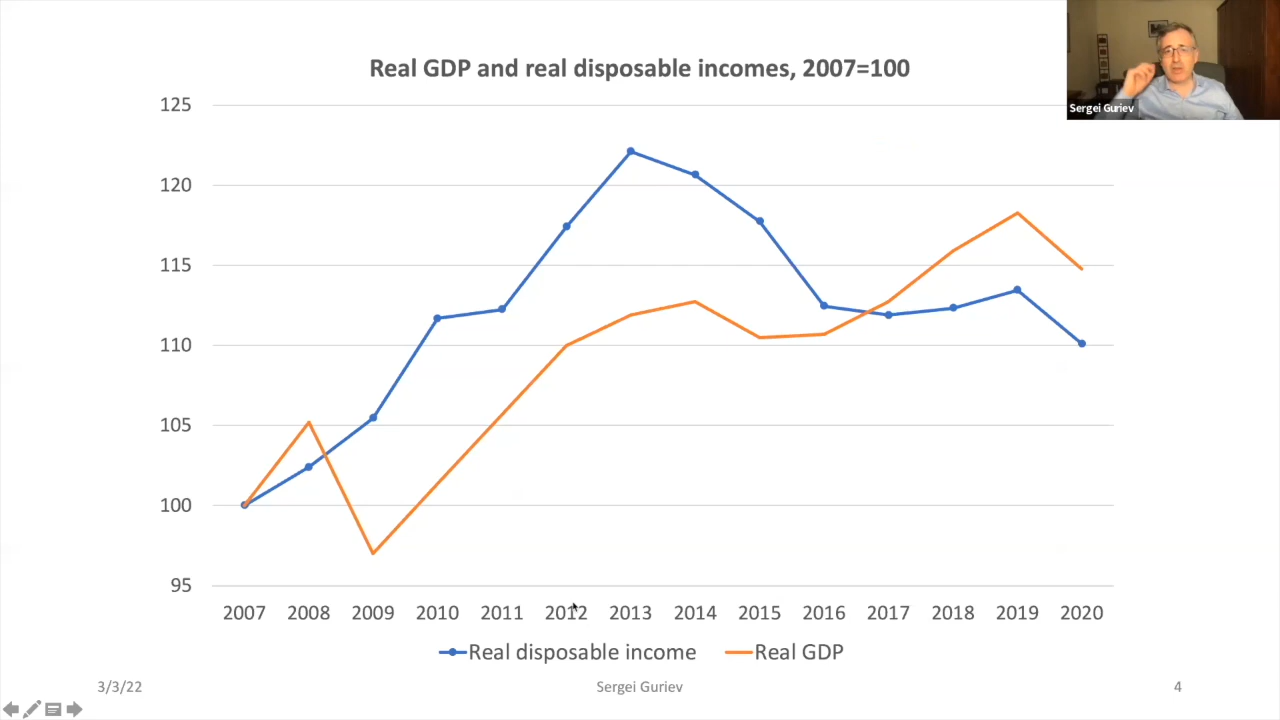 Real GDP and real disposable incomes, 2007=100
Sergei Guriev
125
120
115
110
105
100
95
2007 2008 2009 2010 2011 2012 2013 2014 2015 2016 2017 2018 2019 2020
Real disposable income Real GDP
3/3/22 Sergei Guriev 4